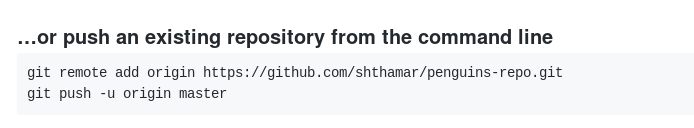 …or push an existing repository from the command line
git remote add origin https://github.com/shthamar/penguins-repo.git
git push -u origin master